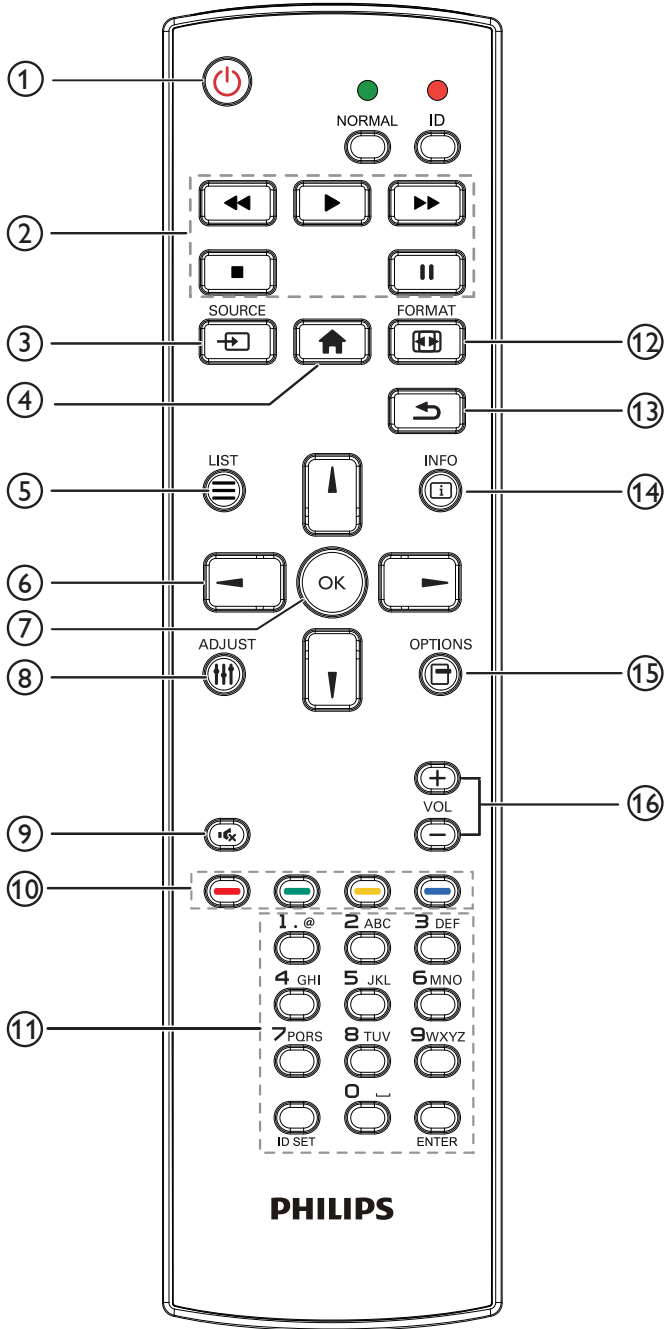 ①
NORMAL ID
②
SOURCE FORMAT
③ ⑫
④
⑬
LIST INFO
⑤ ⑭
⑥ OK
⑦
ADJUST OPTIONS
⑧ ⑮
VOL ⑯
⑨
⑩
1 . @ 2 ABC 3 DEF
4 GHI 5 JKL 6 MNO
⑪
7 PQRS 8 TUV 9 WXYZ
0 ⎵
ID SET ENTER
PHILIPS